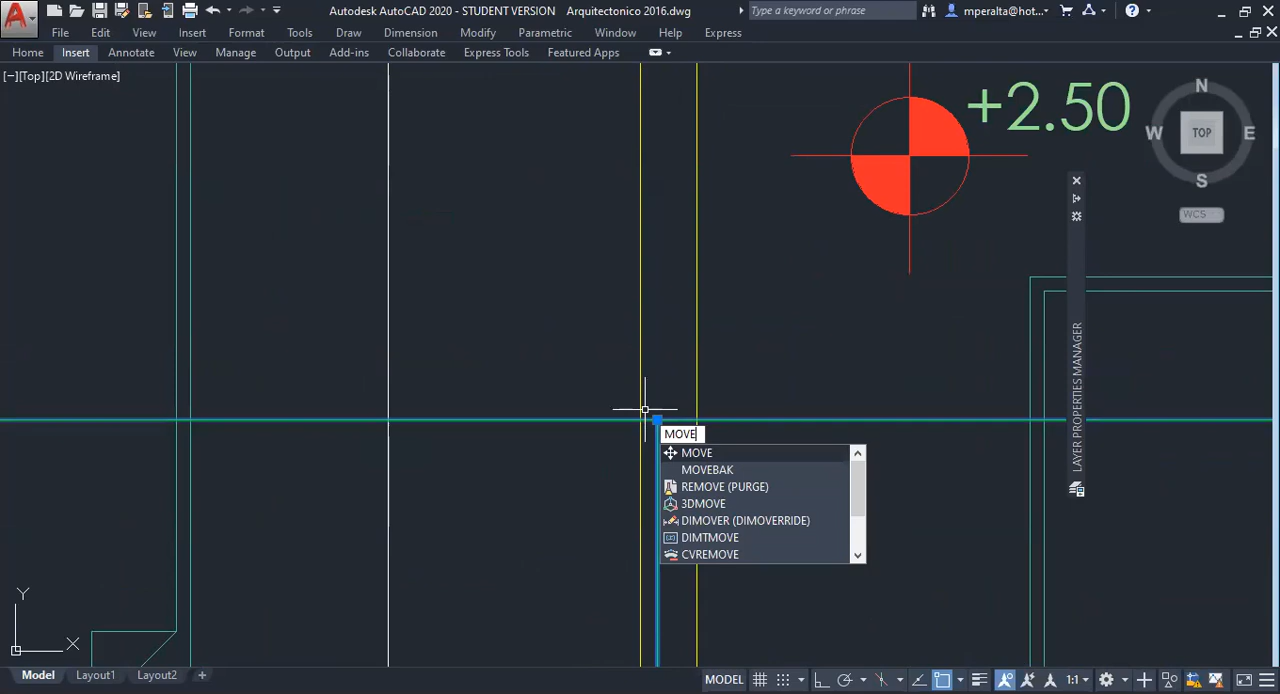 Autodesk AutoCAD 2020 - STUDENT VERSION Arquitectonico 2016.dwg Type a keyword or phrase mperalta@hot... ?
File Edit View Insert Format Tools Draw Dimension Modify Parametric Window Help Express
Home Insert Annotate View Manage Output Add-ins Collaborate Express Tools Featured Apps
[−][Top][2D Wireframe]
+2.50
N
W TOP E
S
WCS
LAYER PROPERTIES MANAGER
MOVE
MOVE
MOVEBAK
REMOVE (PURGE)
3DMOVE
DIMOVER (DIMOVERRIDE)
DIMTMOVE
CVREMOVE
Y
X
Model Layout1 Layout2 +
MODEL 1:1